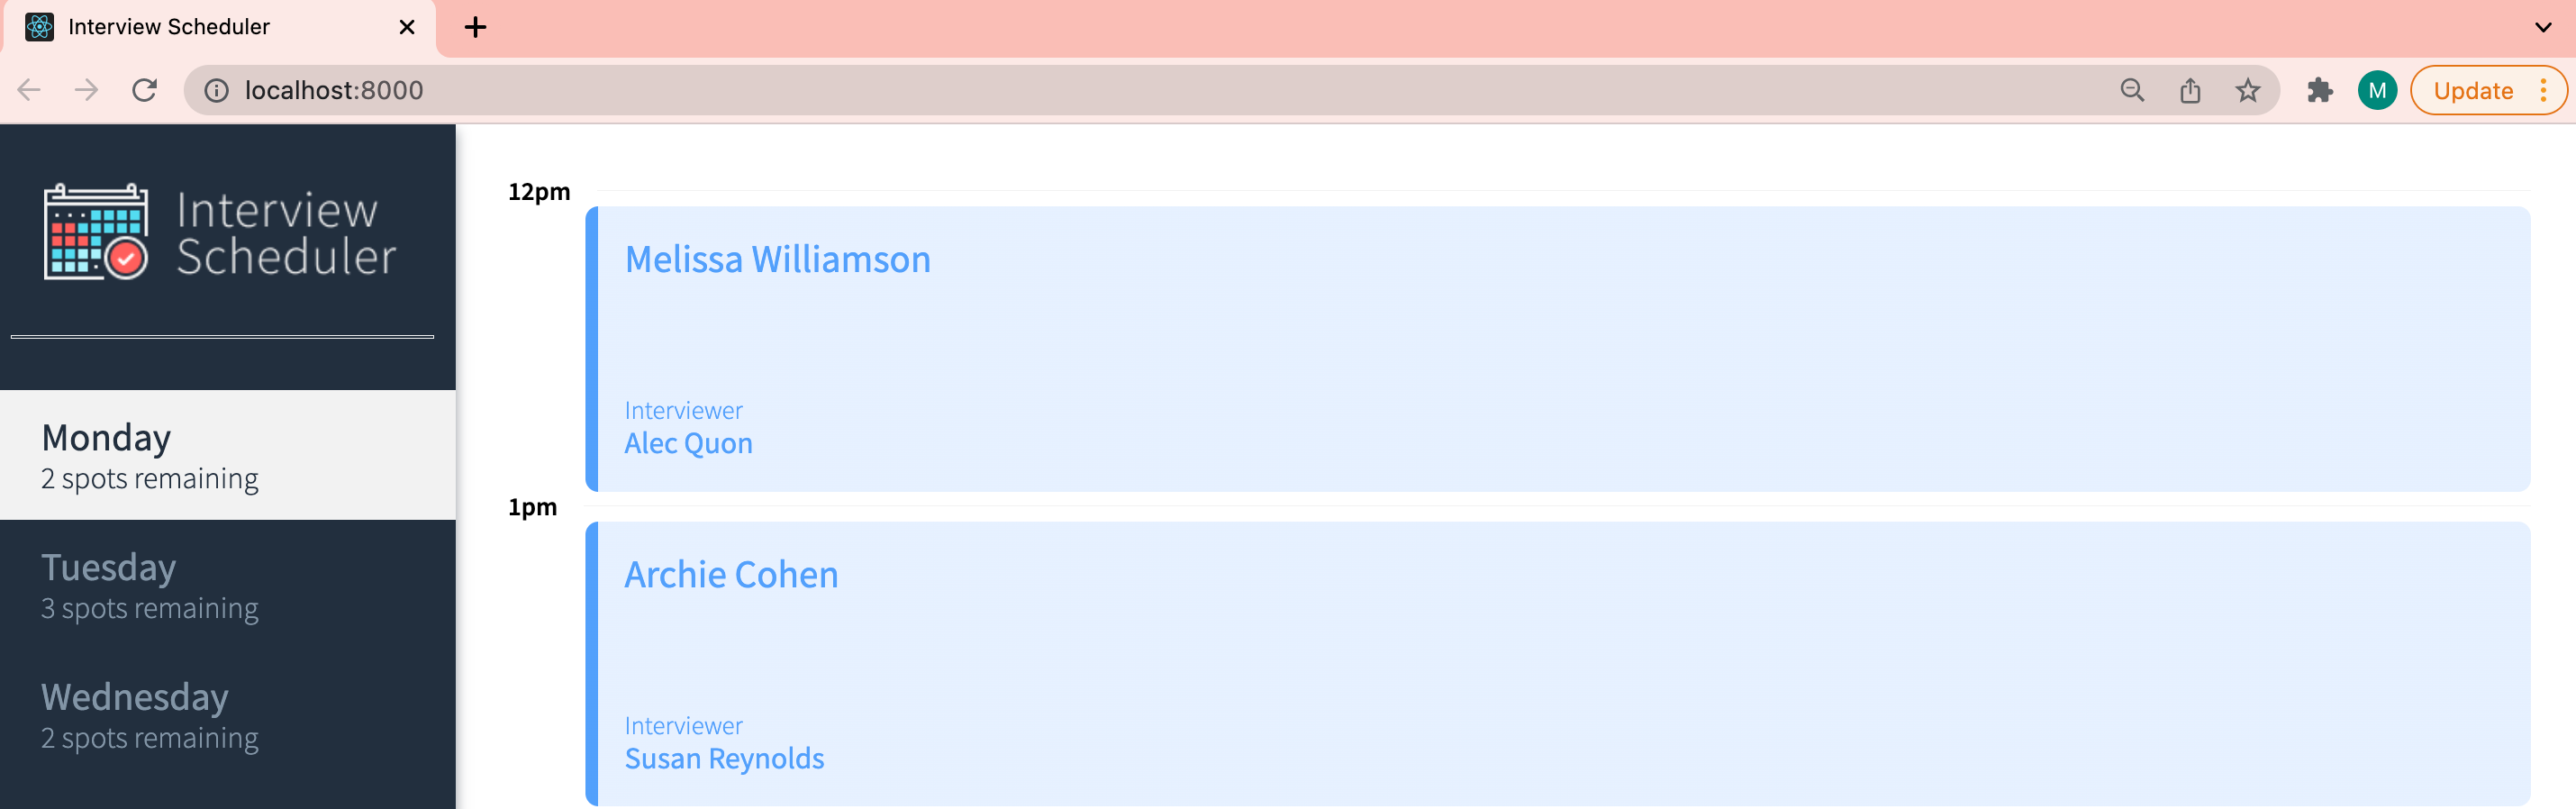 Interview Scheduler
localhost:8000
M
Update
Interview
Scheduler
Monday
2 spots remaining
Tuesday
3 spots remaining
Wednesday
2 spots remaining
12pm
Melissa Williamson
Interviewer
Alec Quon
1pm
Archie Cohen
Interviewer
Susan Reynolds